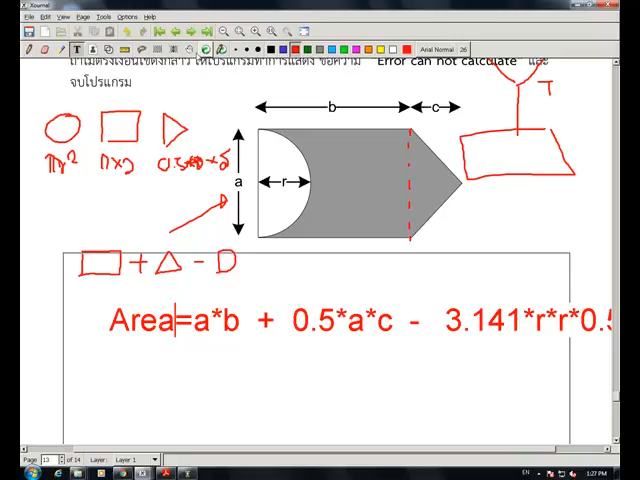 Xournal
File Edit View Page Tools Options Help
Arial Normal 26
ถ้าไม่ตรงเงื่อนไขดังกล่าว ให้โปรแกรมทำการแสดง ข้อความ "Error can not calculate" และ
จบโปรแกรม
b c
T
a r
+ -
Area=a*b + 0.5*a*c - 3.141*r*r*0.5
Page 13 of 14 Layer: Layer 1
EN 1:27 PM